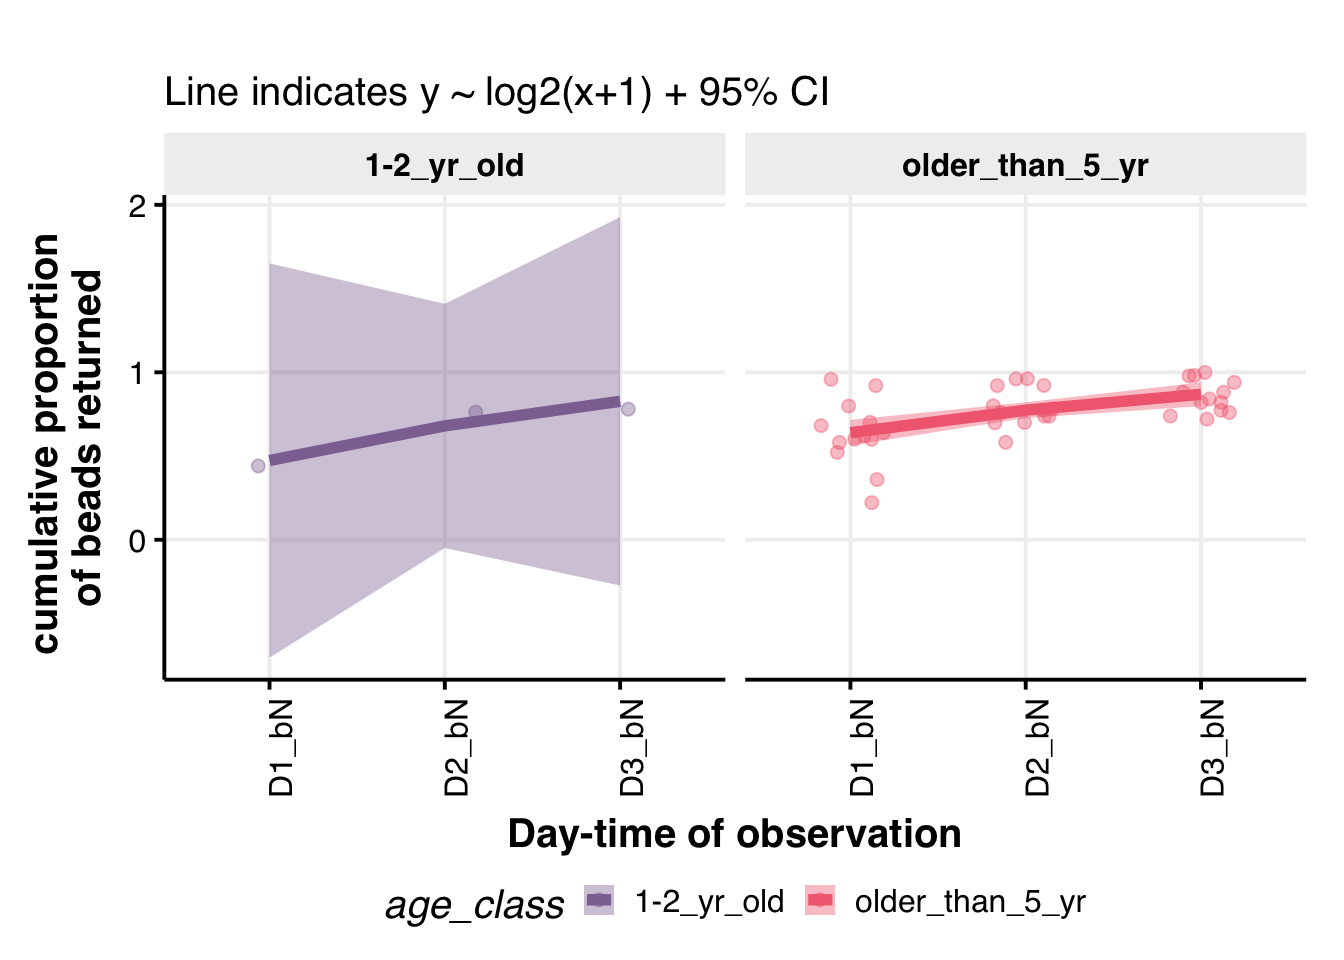 Line indicates y ~ log2(x+1) + 95% CI
1-2_yr_old
older_than_5_yr
cumulative proportion
of beads returned
2
1
0
D1_bN
D2_bN
D3_bN
D1_bN
D2_bN
D3_bN
Day-time of observation
age_class
1-2_yr_old
older_than_5_yr